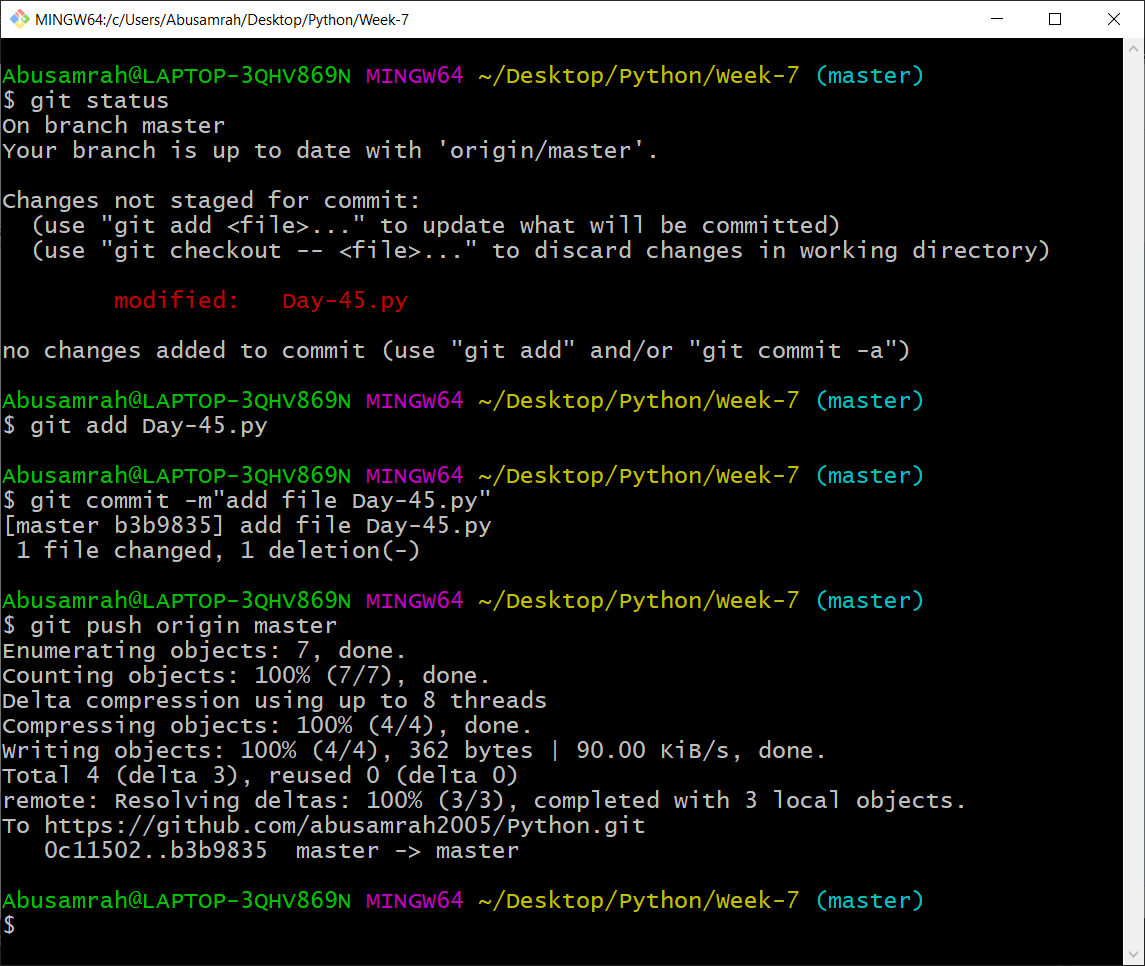 MINGW64:/c/Users/Abusamrah/Desktop/Python/Week-7
Abusamrah@LAPTOP-3QHV869N MINGW64 ~/Desktop/Python/Week-7 (master)
$ git status
On branch master
Your branch is up to date with 'origin/master'.
Changes not staged for commit:
  (use "git add <file>..." to update what will be committed)
  (use "git checkout -- <file>..." to discard changes in working directory)
        modified:   Day-45.py
no changes added to commit (use "git add" and/or "git commit -a")
Abusamrah@LAPTOP-3QHV869N MINGW64 ~/Desktop/Python/Week-7 (master)
$ git add Day-45.py
Abusamrah@LAPTOP-3QHV869N MINGW64 ~/Desktop/Python/Week-7 (master)
$ git commit -m"add file Day-45.py"
[master b3b9835] add file Day-45.py
 1 file changed, 1 deletion(-)
Abusamrah@LAPTOP-3QHV869N MINGW64 ~/Desktop/Python/Week-7 (master)
$ git push origin master
Enumerating objects: 7, done.
Counting objects: 100% (7/7), done.
Delta compression using up to 8 threads
Compressing objects: 100% (4/4), done.
Writing objects: 100% (4/4), 362 bytes | 90.00 KiB/s, done.
Total 4 (delta 3), reused 0 (delta 0)
remote: Resolving deltas: 100% (3/3), completed with 3 local objects.
To https://github.com/abusamrah2005/Python.git
   0c11502..b3b9835  master -> master
Abusamrah@LAPTOP-3QHV869N MINGW64 ~/Desktop/Python/Week-7 (master)
$